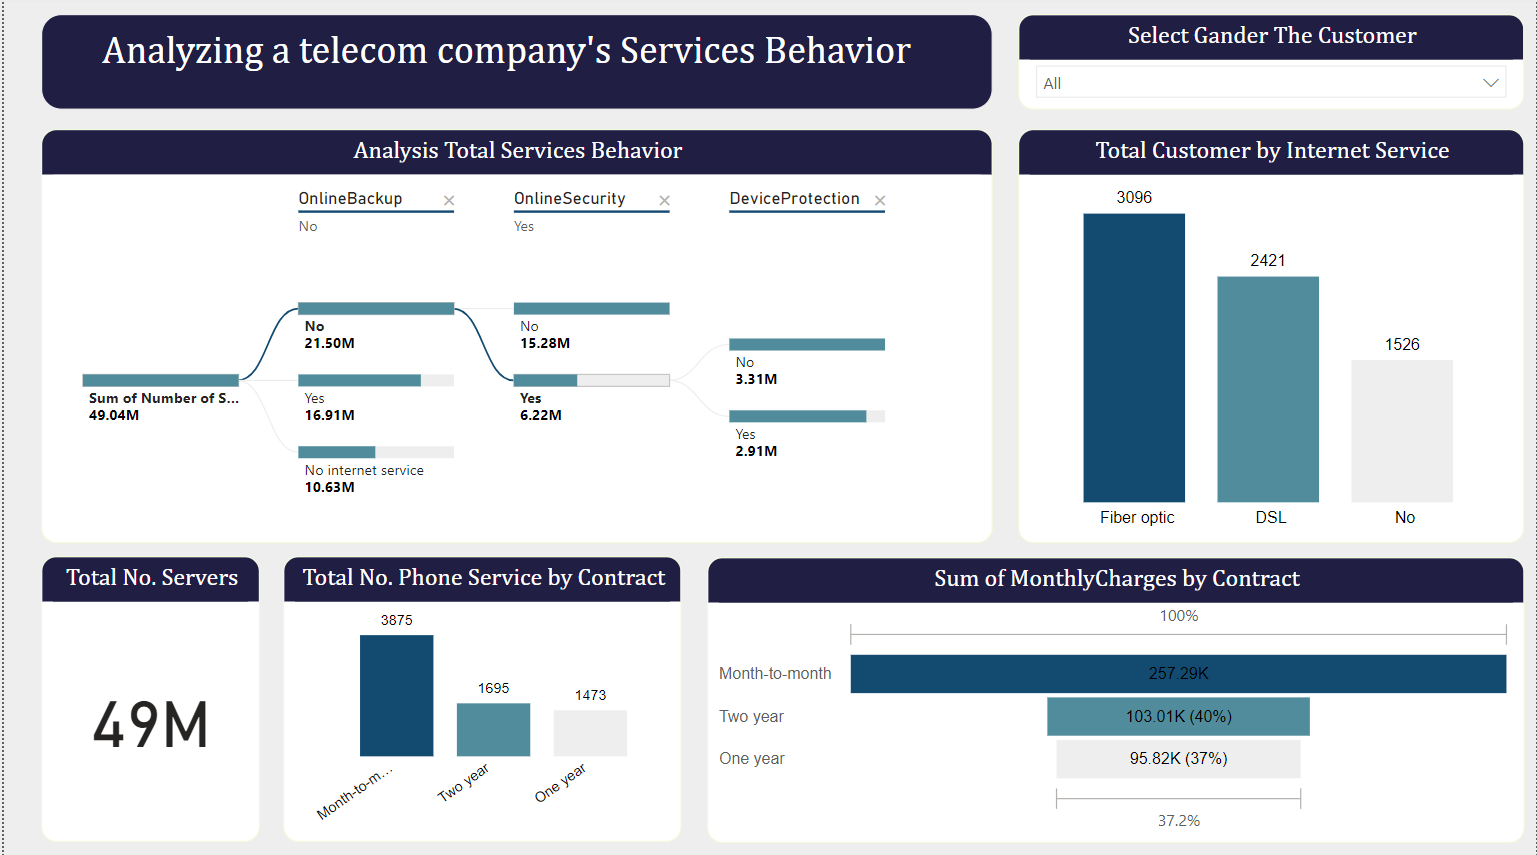 Analyzing a telecom company's Services Behavior
Select Gander The Customer
All
Analysis Total Services Behavior
OnlineBackup
No
OnlineSecurity
Yes
DeviceProtection
Sum of Number of S...
49.04M
No
21.50M
Yes
16.91M
No internet service
10.63M
No
15.28M
Yes
6.22M
No
3.31M
Yes
2.91M
Total Customer by Internet Service
3096
2421
1526
Fiber optic
DSL
No
Total No. Servers
49M
Total No. Phone Service by Contract
3875
1695
1473
Month-to-m...
Two year
One year
Sum of MonthlyCharges by Contract
100%
Month-to-month
257.29K
Two year
103.01K (40%)
One year
95.82K (37%)
37.2%